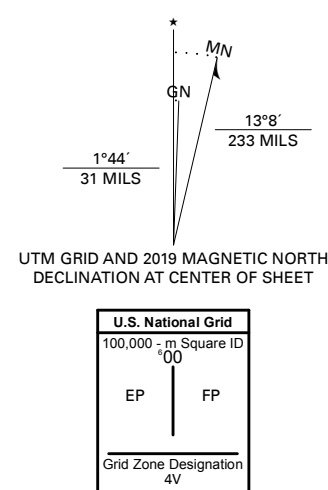 ★
MN
GN
13°8´
233 MILS
1°44´
31 MILS
UTM GRID AND 2019 MAGNETIC NORTH
DECLINATION AT CENTER OF SHEET
U.S. National Grid
100,000 - m Square ID
⁶00
EP FP
Grid Zone Designation
4V